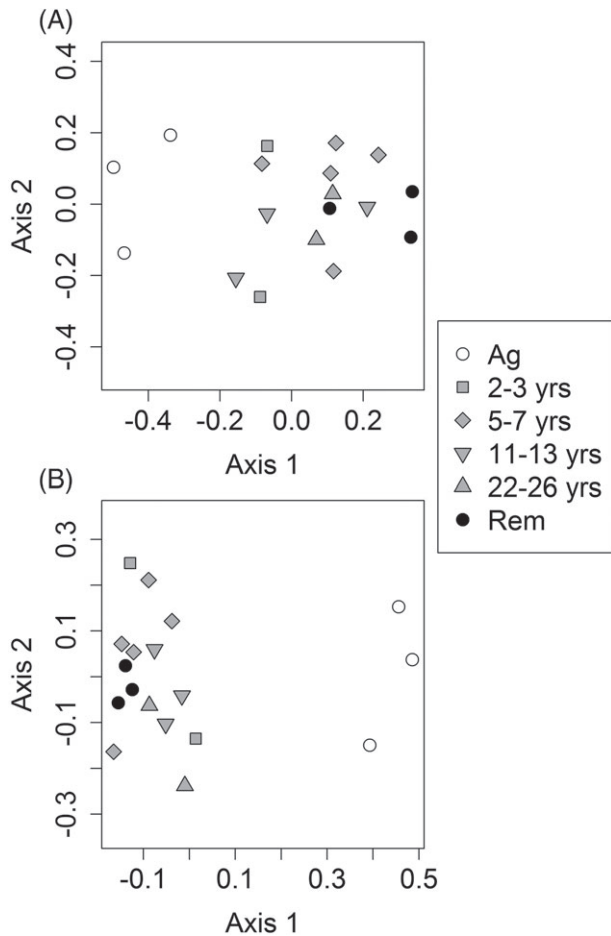 (A)
0.4
0.2
0.0
-0.2
-0.4
Axis 2
-0.4
-0.2
0.0
0.2
Axis 1
Ag
2-3 yrs
5-7 yrs
11-13 yrs
22-26 yrs
Rem
(B)
0.3
0.1
-0.1
-0.3
Axis 2
-0.1
0.1
0.3
0.5
Axis 1